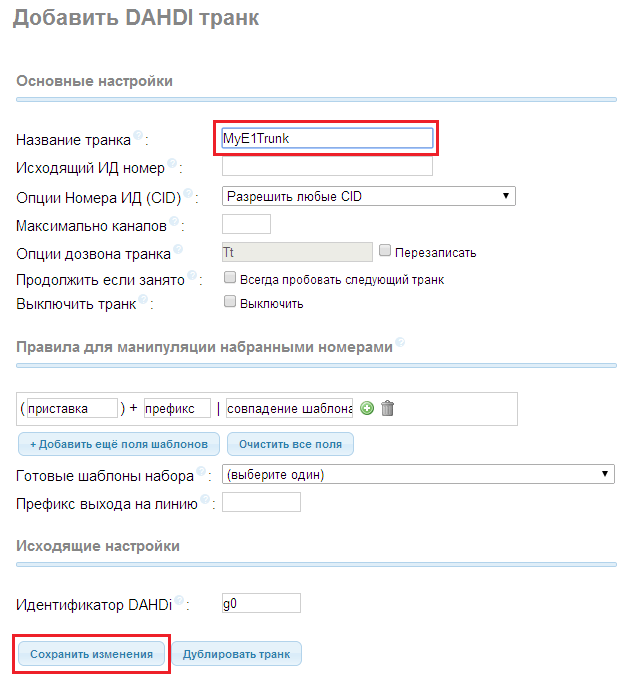 Добавить DAHDI транк
Основные настройки
Название транка? : MyE1Trunk
Исходящий ИД номер? :
Опции Номера ИД (CID)? : Разрешить любые CID
Максимально каналов? :
Опции дозвона транка? Tt Перезаписать
Продолжить если занято? : Всегда пробовать следующий транк
Выключить транк? : Выключить
Правила для манипуляции набранными номерами?
( приставка ) + префикс | совпадение шаблона
+ Добавить ещё поля шаблонов Очистить все поля
Готовые шаблоны набора? : (выберите один)
Префикс выхода на линию? :
Исходящие настройки
Идентификатор DAHDi? : g0
Сохранить изменения Дублировать транк